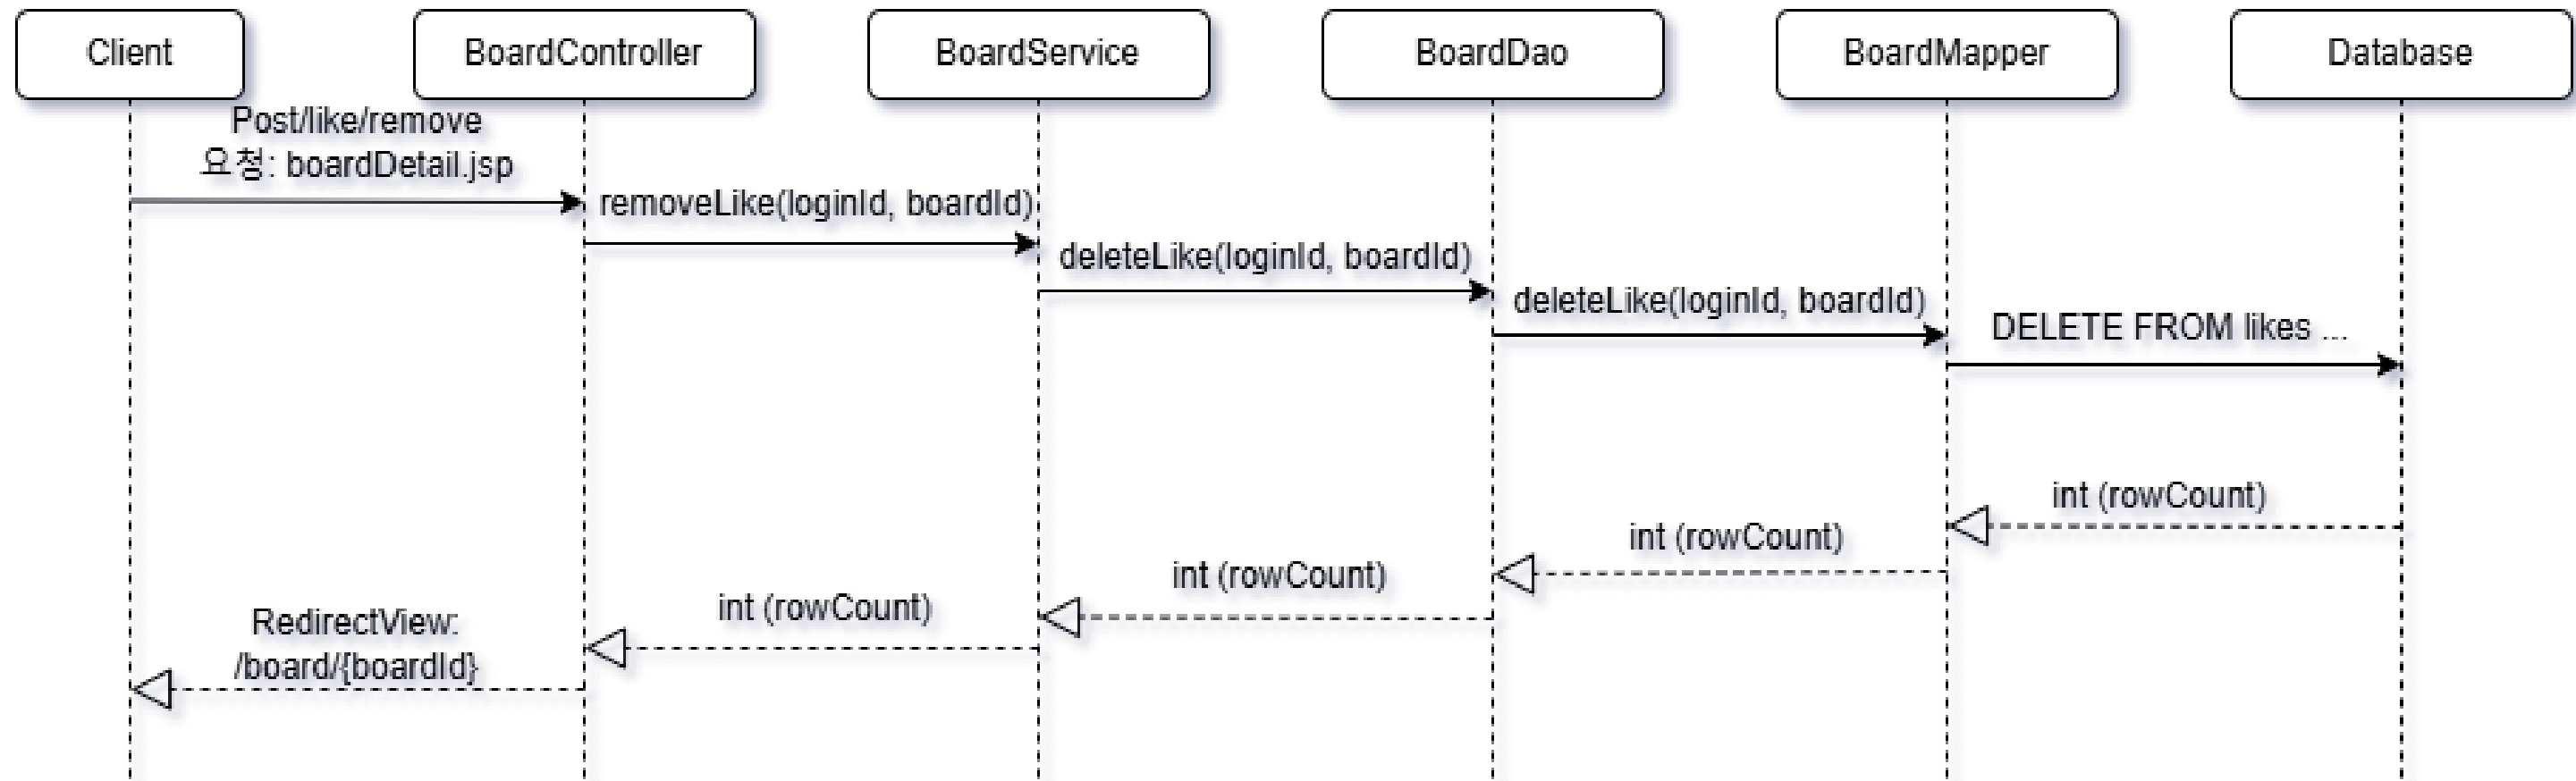 Client
BoardController
BoardService
BoardDao
BoardMapper
Database
Post/like/remove
요청: boardDetail.jsp
removeLike(loginId, boardId)
deleteLike(loginId, boardId)
deleteLike(loginId, boardId)
DELETE FROM likes ...
int (rowCount)
int (rowCount)
int (rowCount)
int (rowCount)
RedirectView:
/board/{boardId}